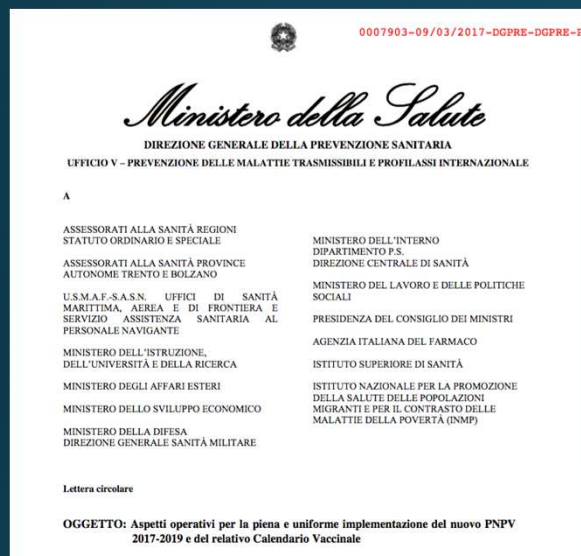 0007903-09/03/2017-DGPRE-DGPRE-P
Ministero della Salute
DIREZIONE GENERALE DELLA PREVENZIONE SANITARIA
UFFICIO V – PREVENZIONE DELLE MALATTIE TRASMISSIBILI E PROFILASSI INTERNAZIONALE
A
ASSESSORATI ALLA SANITÀ REGIONI
STATUTO ORDINARIO E SPECIALE
ASSESSORATI ALLA SANITÀ PROVINCE
AUTONOME TRENTO E BOLZANO
U.S.M.A.F.-S.A.S.N. UFFICI DI SANITÀ
MARITTIMA, AEREA E DI FRONTIERA E
SERVIZIO ASSISTENZA SANITARIA AL
PERSONALE NAVIGANTE
MINISTERO DELL'ISTRUZIONE,
DELL'UNIVERSITÀ E DELLA RICERCA
MINISTERO DEGLI AFFARI ESTERI
MINISTERO DELLO SVILUPPO ECONOMICO
MINISTERO DELLA DIFESA
DIREZIONE GENERALE SANITÀ MILITARE
MINISTERO DELL'INTERNO
DIPARTIMENTO P.S.
DIREZIONE CENTRALE DI SANITÀ
MINISTERO DEL LAVORO E DELLE POLITICHE
SOCIALI
PRESIDENZA DEL CONSIGLIO DEI MINISTRI
AGENZIA ITALIANA DEL FARMACO
ISTITUTO SUPERIORE DI SANITÀ
ISTITUTO NAZIONALE PER LA PROMOZIONE
DELLA SALUTE DELLE POPOLAZIONI
MIGRANTI E PER IL CONTRASTO DELLE
MALATTIE DELLA POVERTÀ (INMP)
Lettera circolare
OGGETTO: Aspetti operativi per la piena e uniforme implementazione del nuovo PNPV
2017-2019 e del relativo Calendario Vaccinale